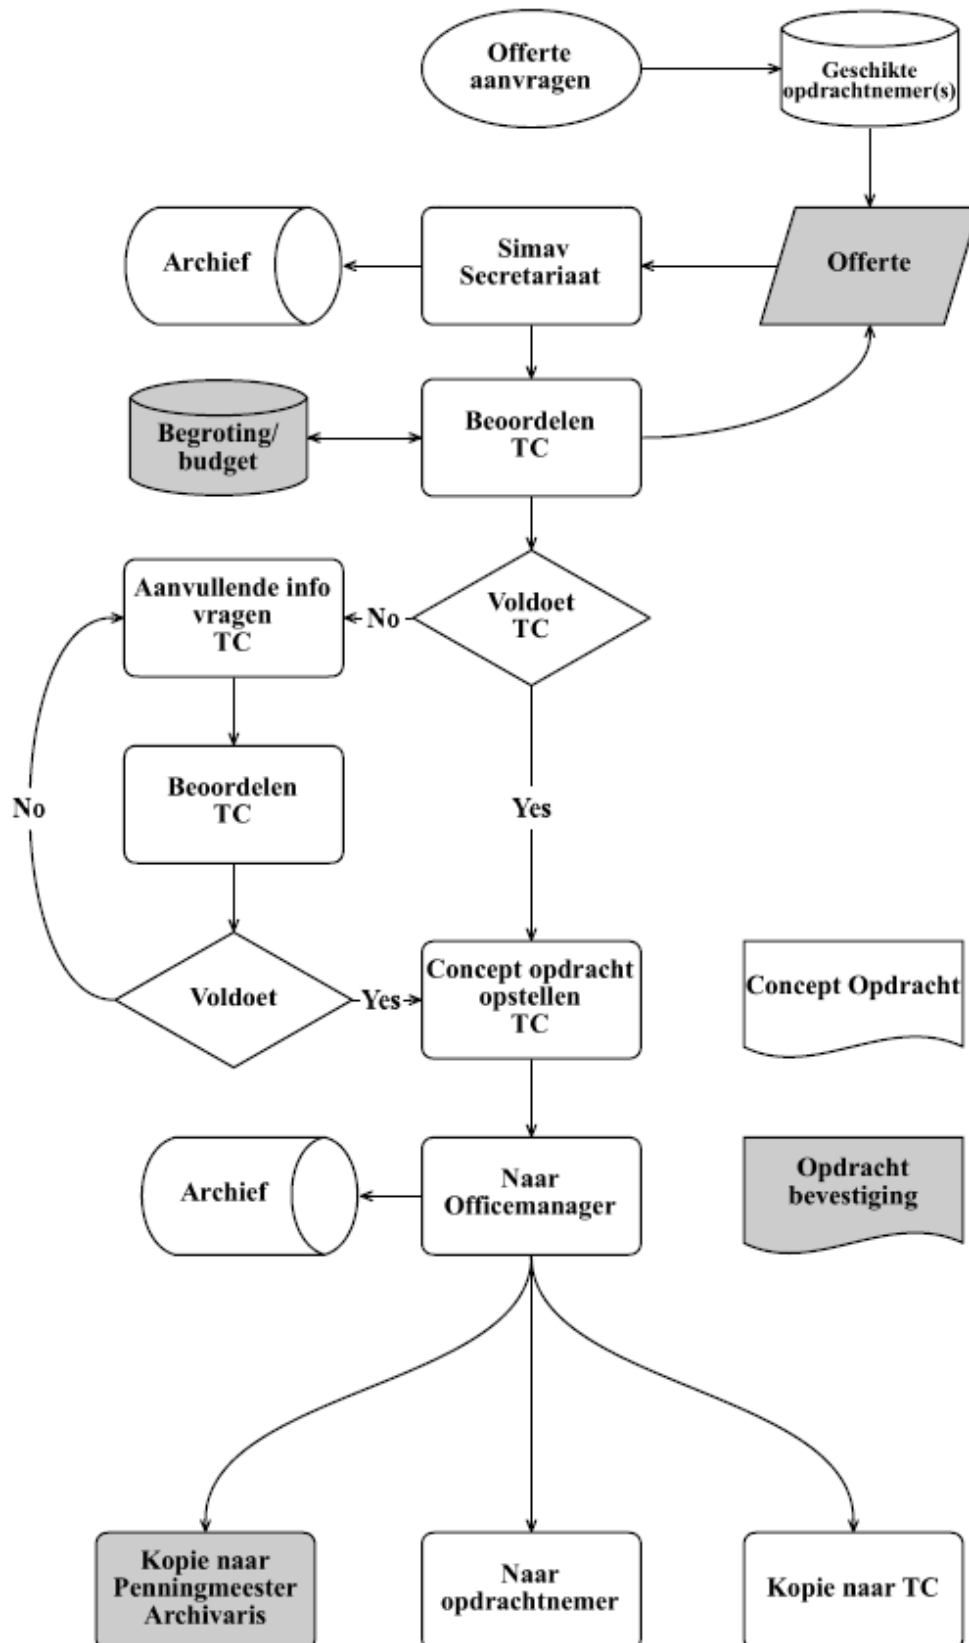 Offerte
aanvragen
Geschikte
opdrachtnemer(s)
Archief
Simav
Secretariaat
Offerte
Begroting/
budget
Beoordelen
TC
Aanvullende info
vragen
TC
No
Voldoet
TC
Beoordelen
TC
No
Yes
Voldoet
Yes
Concept opdracht
opstellen
TC
Concept Opdracht
Archief
Naar
Officemanager
Opdracht
bevestiging
Kopie naar
Penningmeester
Archivaris
Naar
opdrachtnemer
Kopie naar TC